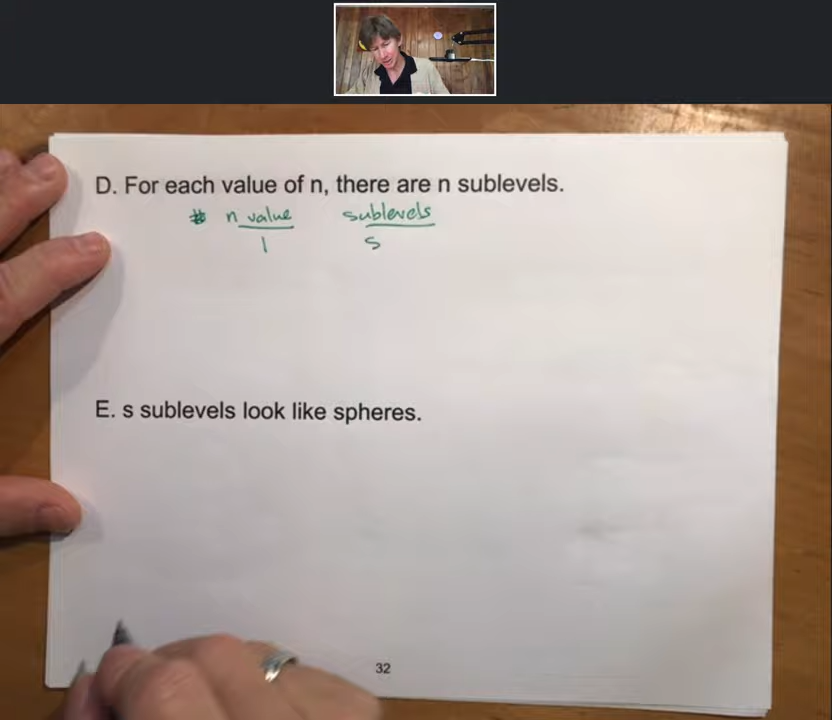 D. For each value of n, there are n sublevels.
# n value sublevels
1 s
E. s sublevels look like spheres.
32